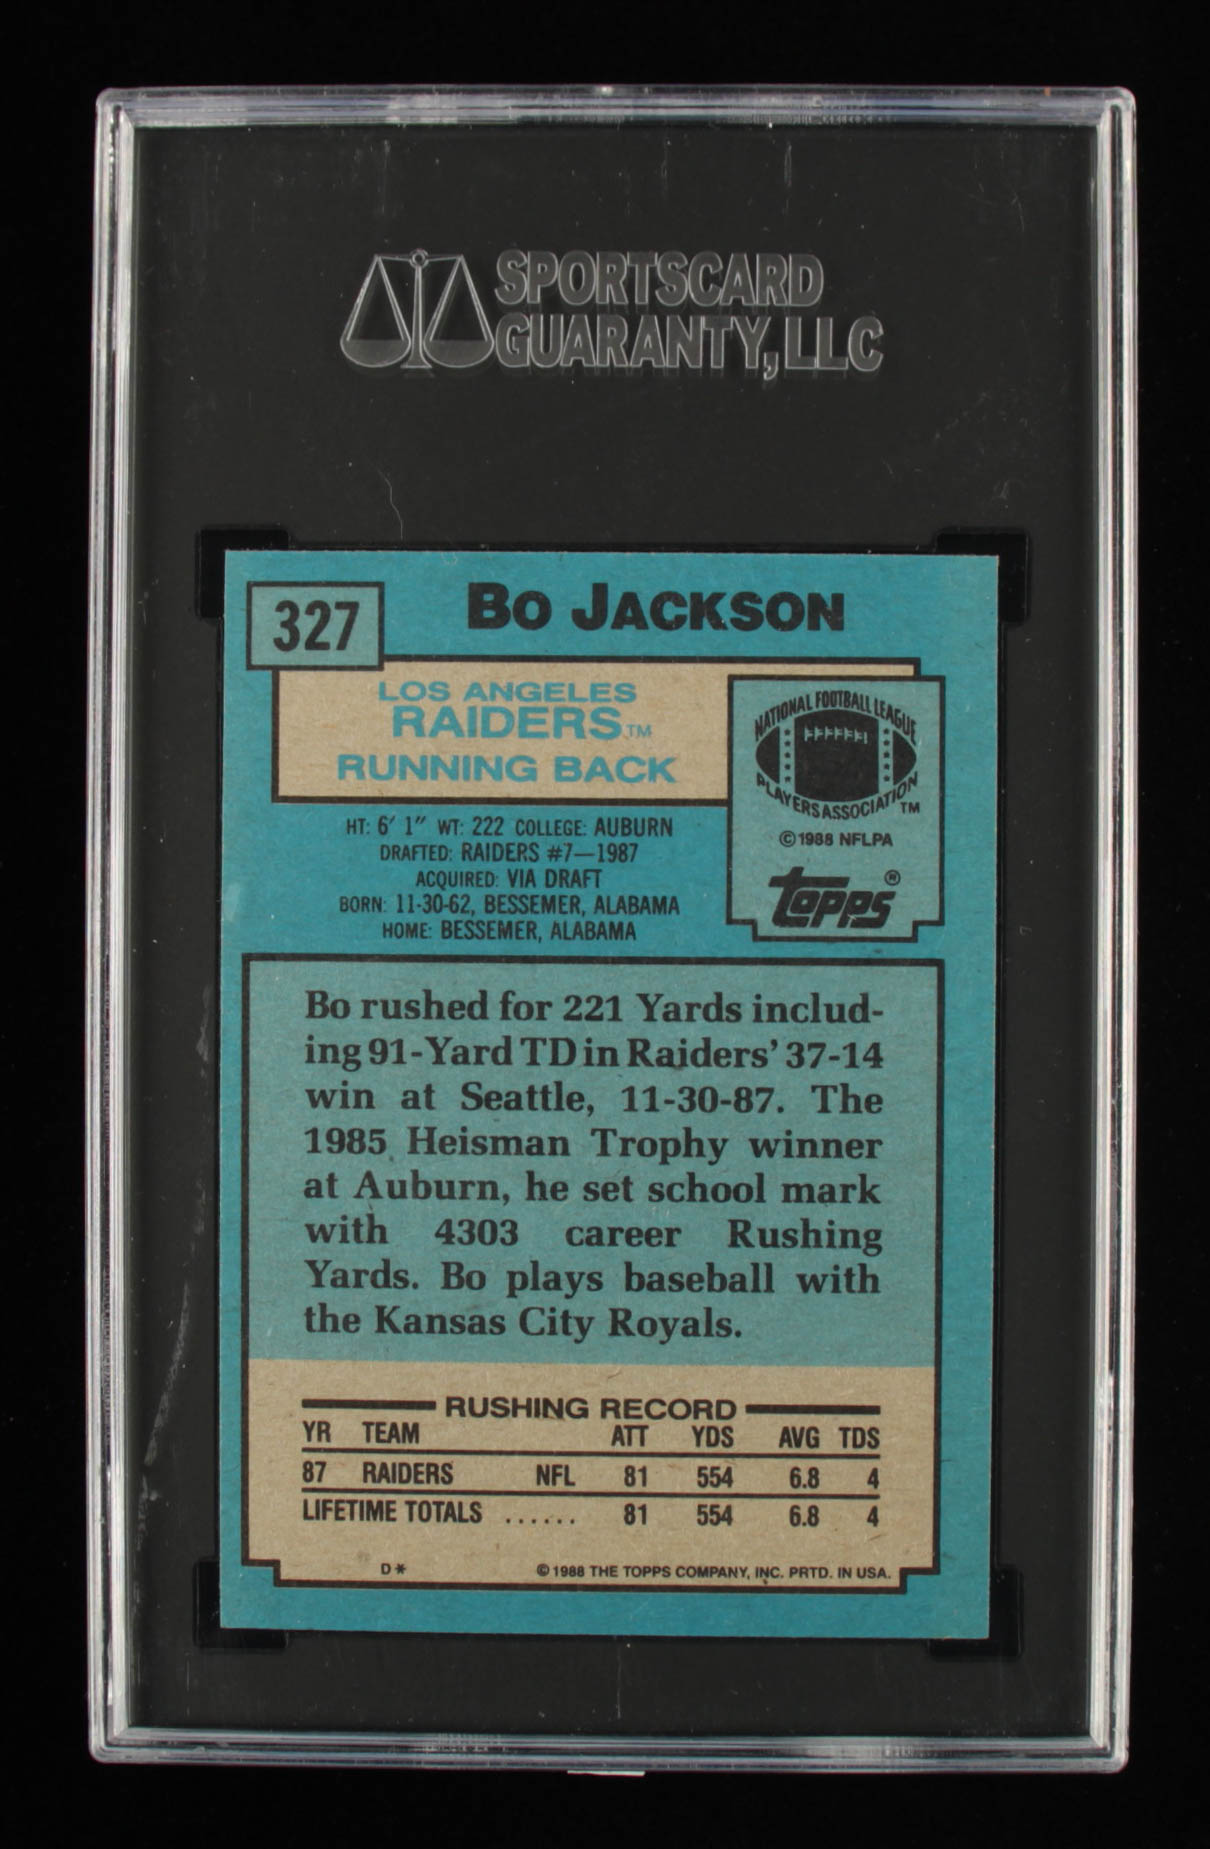 SPORTSCARD
GUARANTY, LLC
327
BO JACKSON
LOS ANGELES
RAIDERS TM
RUNNING BACK
NATIONAL FOOTBALL LEAGUE
PLAYERS ASSOCIATION TM
© 1988 NFLPA
topps ®
HT: 6' 1" WT: 222 COLLEGE: AUBURN
DRAFTED: RAIDERS #7—1987
ACQUIRED: VIA DRAFT
BORN: 11-30-62, BESSEMER, ALABAMA
HOME: BESSEMER, ALABAMA
Bo rushed for 221 Yards includ-
ing 91-Yard TD in Raiders' 37-14
win at Seattle, 11-30-87. The
1985 Heisman Trophy winner
at Auburn, he set school mark
with 4303 career Rushing
Yards. Bo plays baseball with
the Kansas City Royals.
RUSHING RECORD
YR TEAM ATT YDS AVG TDS
87 RAIDERS NFL 81 554 6.8 4
LIFETIME TOTALS ...... 81 554 6.8 4
D* © 1988 THE TOPPS COMPANY, INC. PRTD. IN USA.